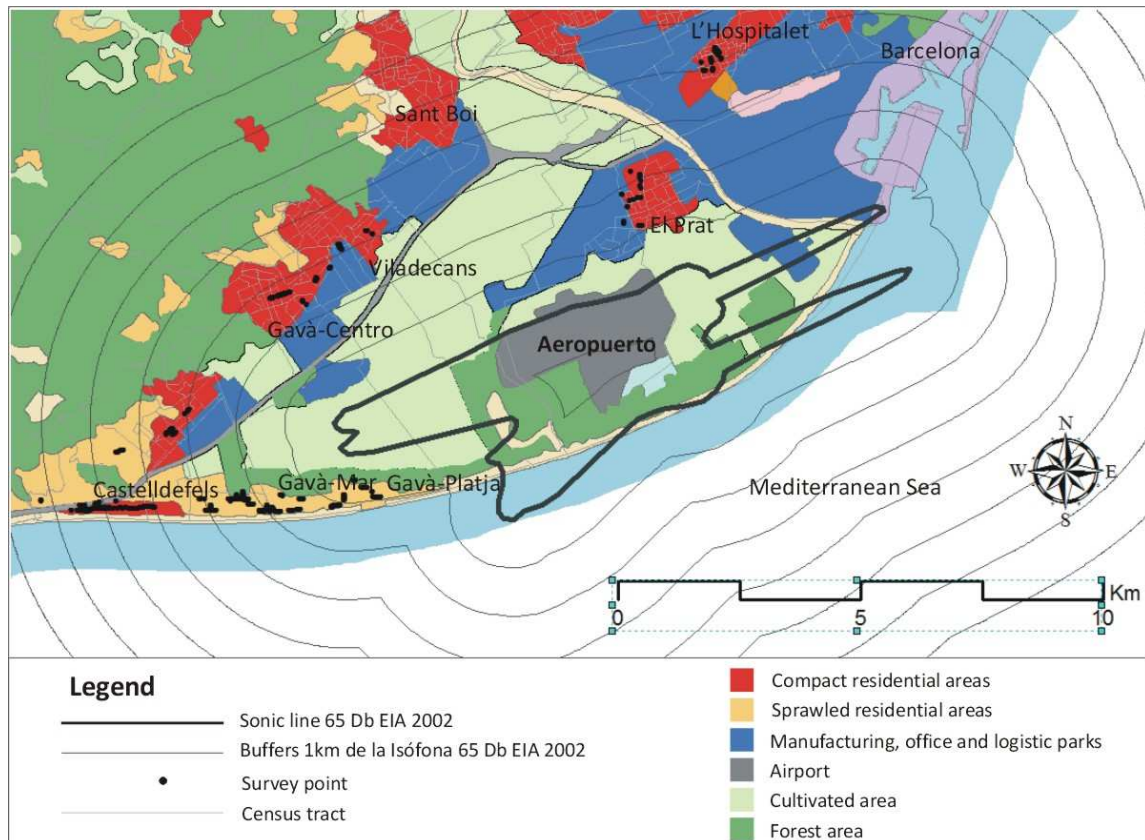 L'Hospitalet
Barcelona
Sant Boi
El Prat
Viladecans
Gavà-Centro
Aeropuerto
Castelldefels
Gavà-Mar
Gavà-Platja
Mediterranean Sea
N
W
E
S
Km
0
5
10
Legend
Sonic line 65 Db EIA 2002
Buffers 1km de la Isófona 65 Db EIA 2002
Survey point
Census tract
Compact residential areas
Sprawled residential areas
Manufacturing, office and logistic parks
Airport
Cultivated area
Forest area